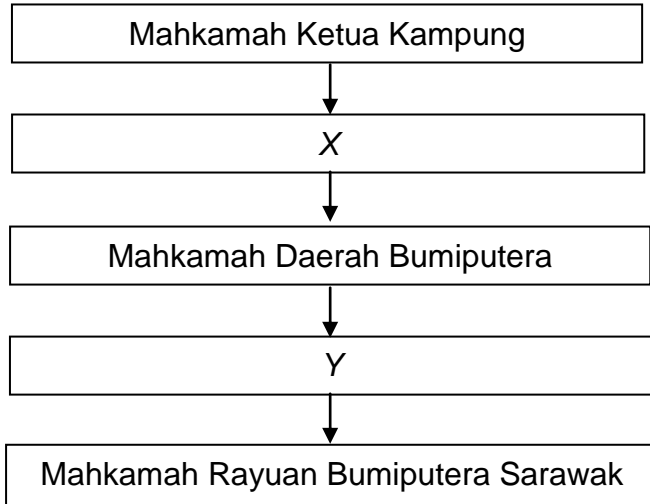 Mahkamah Ketua Kampung
X
Mahkamah Daerah Bumiputera
Y
Mahkamah Rayuan Bumiputera Sarawak